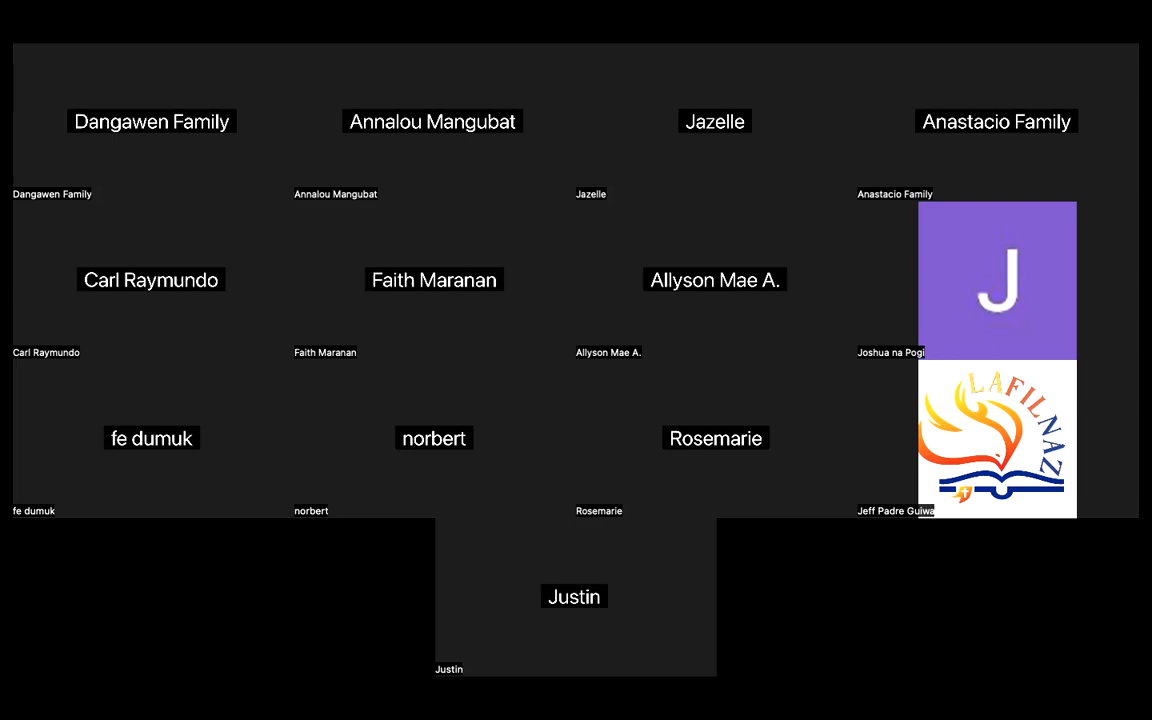 Dangawen Family
Annalou Mangubat
Jazelle
Anastacio Family
Dangawen Family
Annalou Mangubat
Jazelle
Anastacio Family
Carl Raymundo
Faith Maranan
Allyson Mae A.
J
Carl Raymundo
Faith Maranan
Allyson Mae A.
Joshua na Pogi
fe dumuk
norbert
Rosemarie
LAFILNAZ
fe dumuk
norbert
Rosemarie
Jeff Padre Guiwa
Justin
Justin